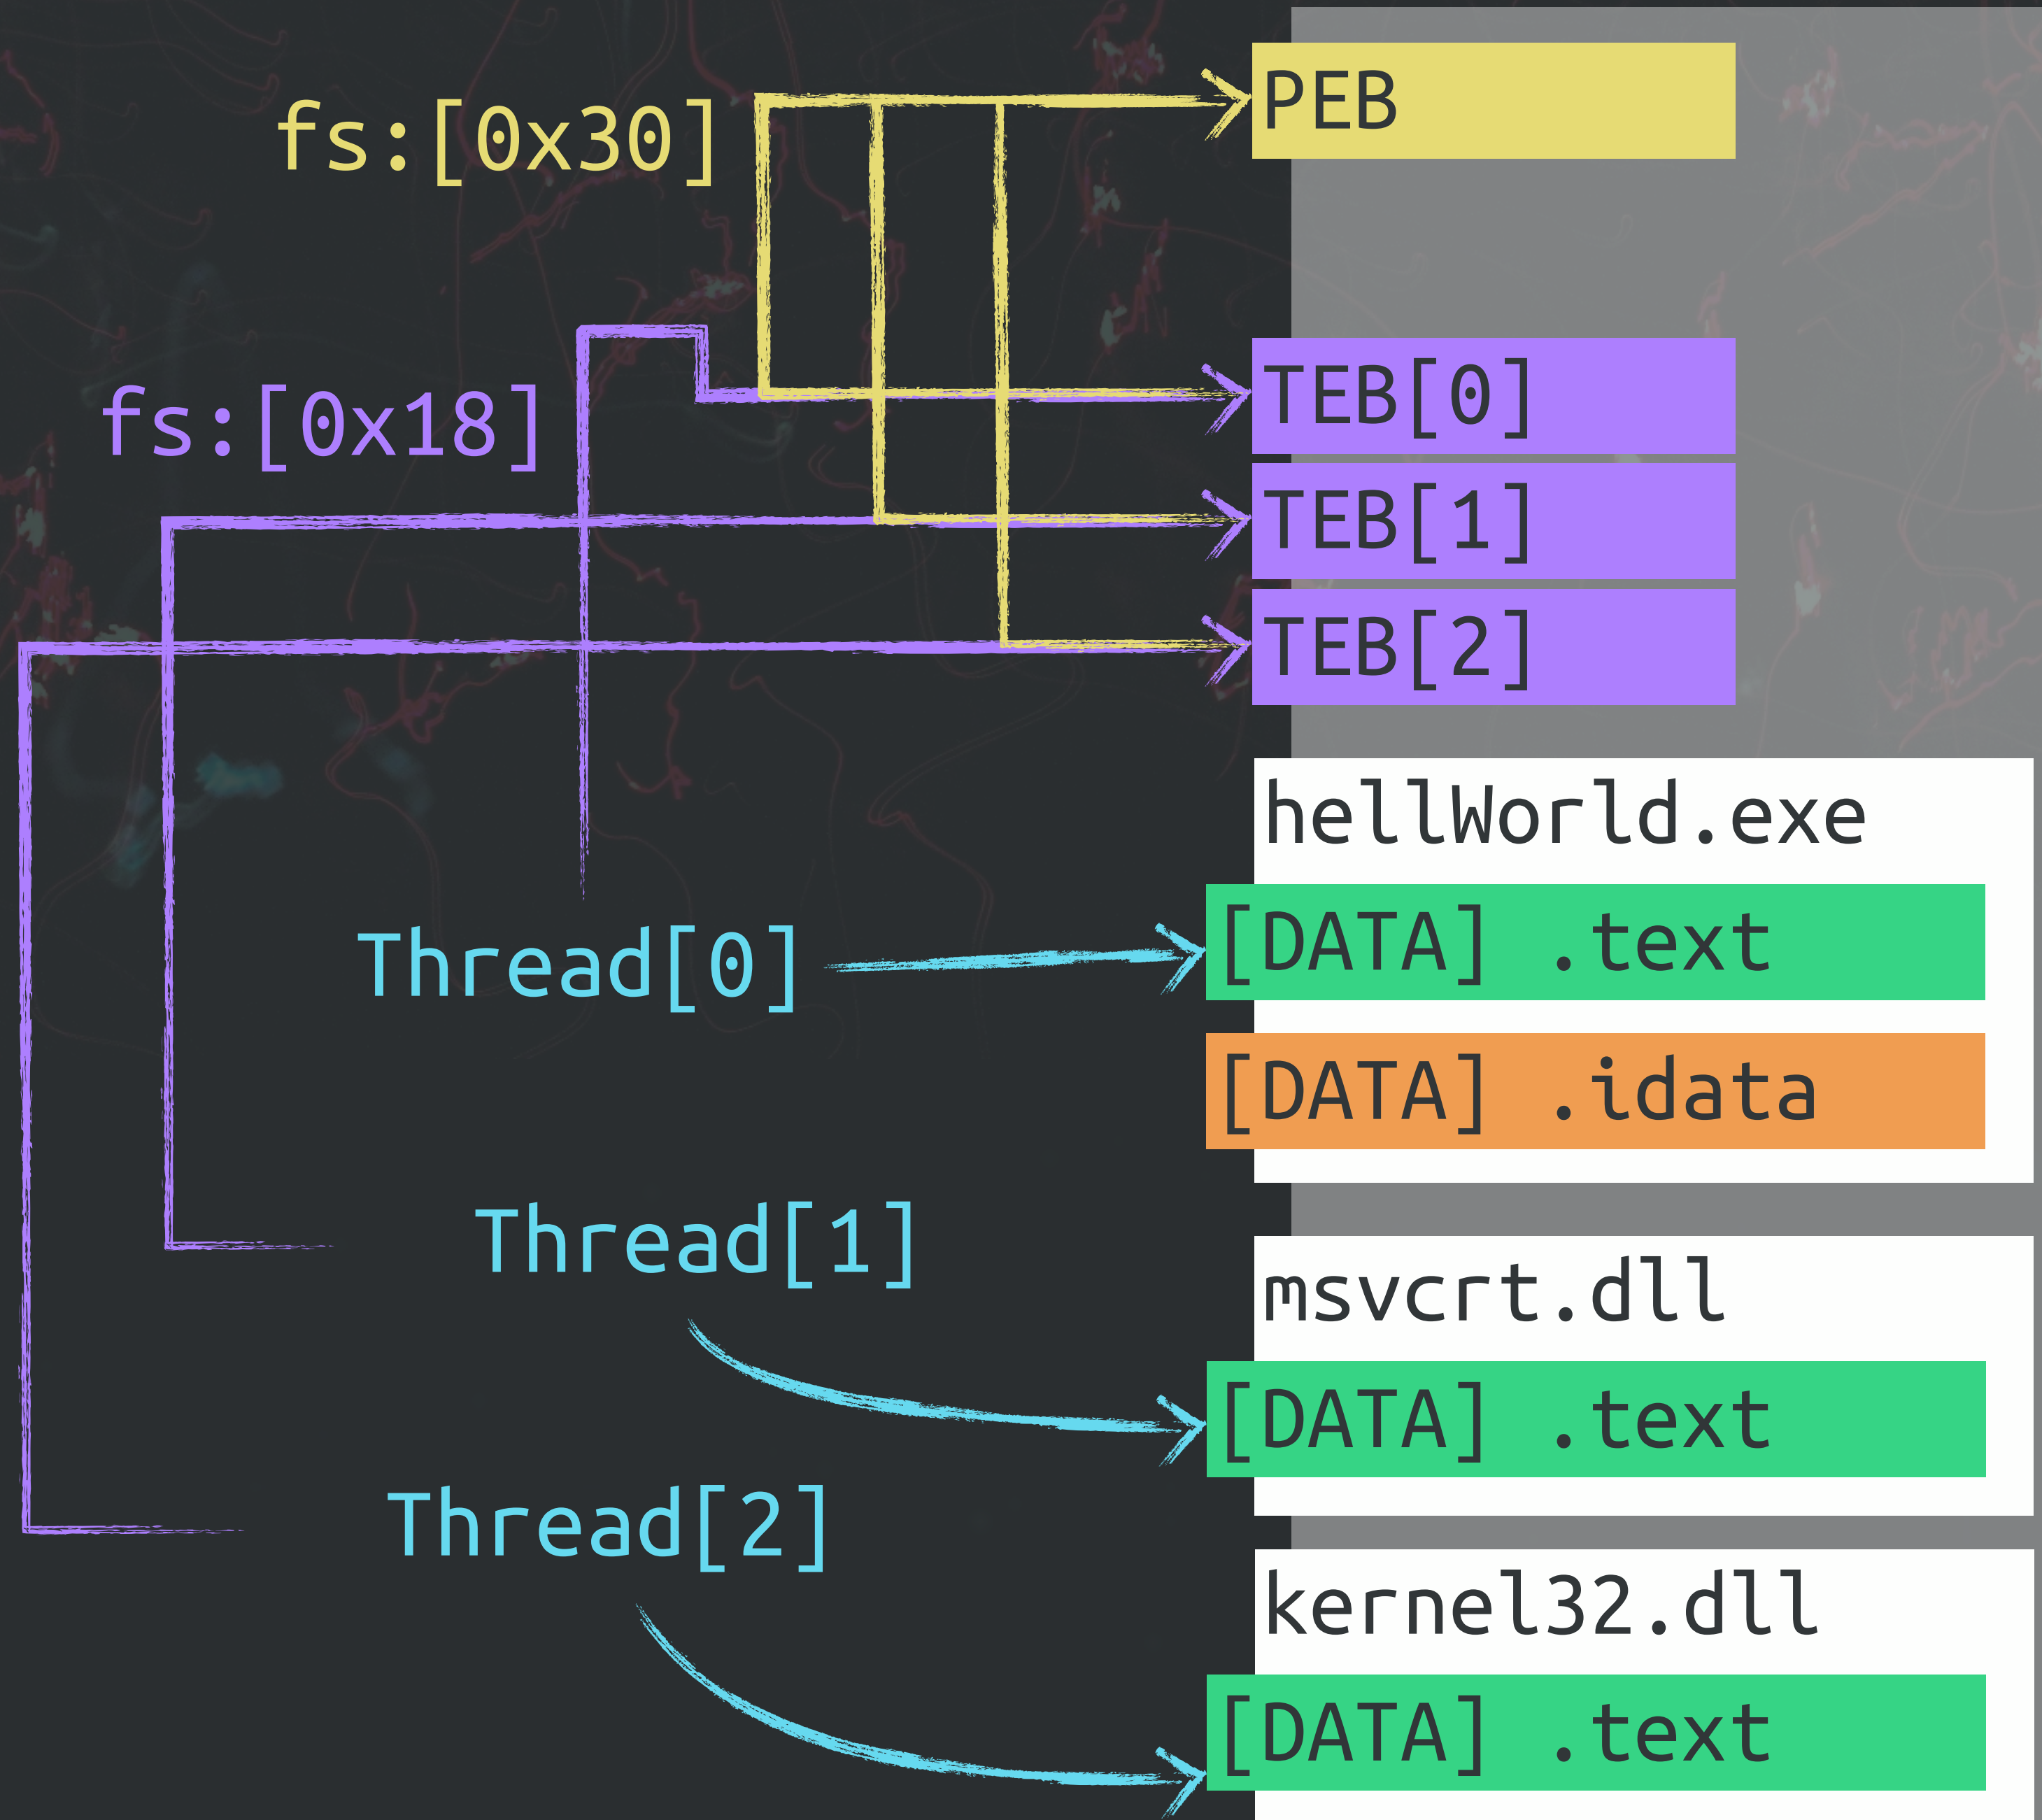 fs:[0x30]
PEB
fs:[0x18]
TEB[0]
TEB[1]
TEB[2]
hellWorld.exe
Thread[0]
[DATA] .text
[DATA] .idata
Thread[1]
msvcrt.dll
[DATA] .text
Thread[2]
kernel32.dll
[DATA] .text